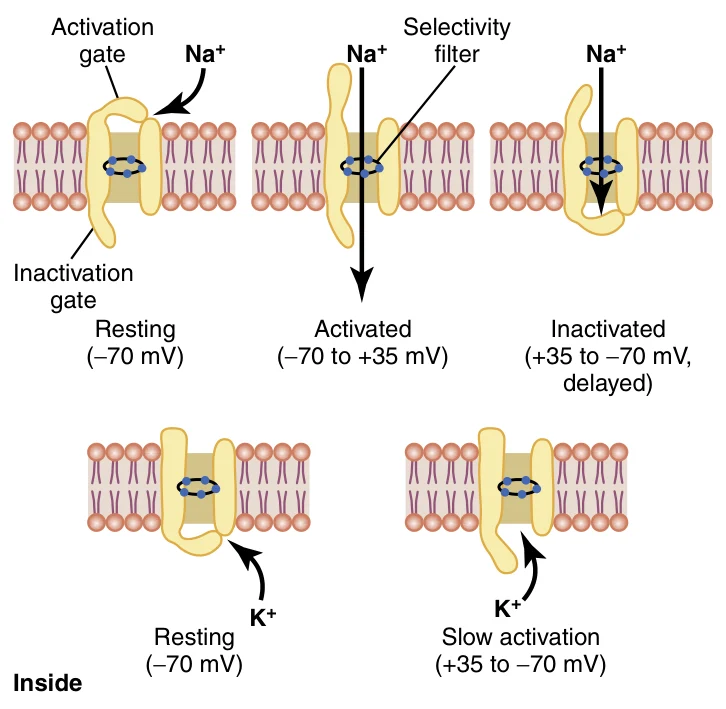 Activation
gate
Na⁺
Na⁺
Selectivity
filter
Na⁺
Inactivation
gate
Resting
(−70 mV)
Activated
(−70 to +35 mV)
Inactivated
(+35 to −70 mV,
delayed)
K⁺
Resting
(−70 mV)
K⁺
Slow activation
(+35 to −70 mV)
Inside